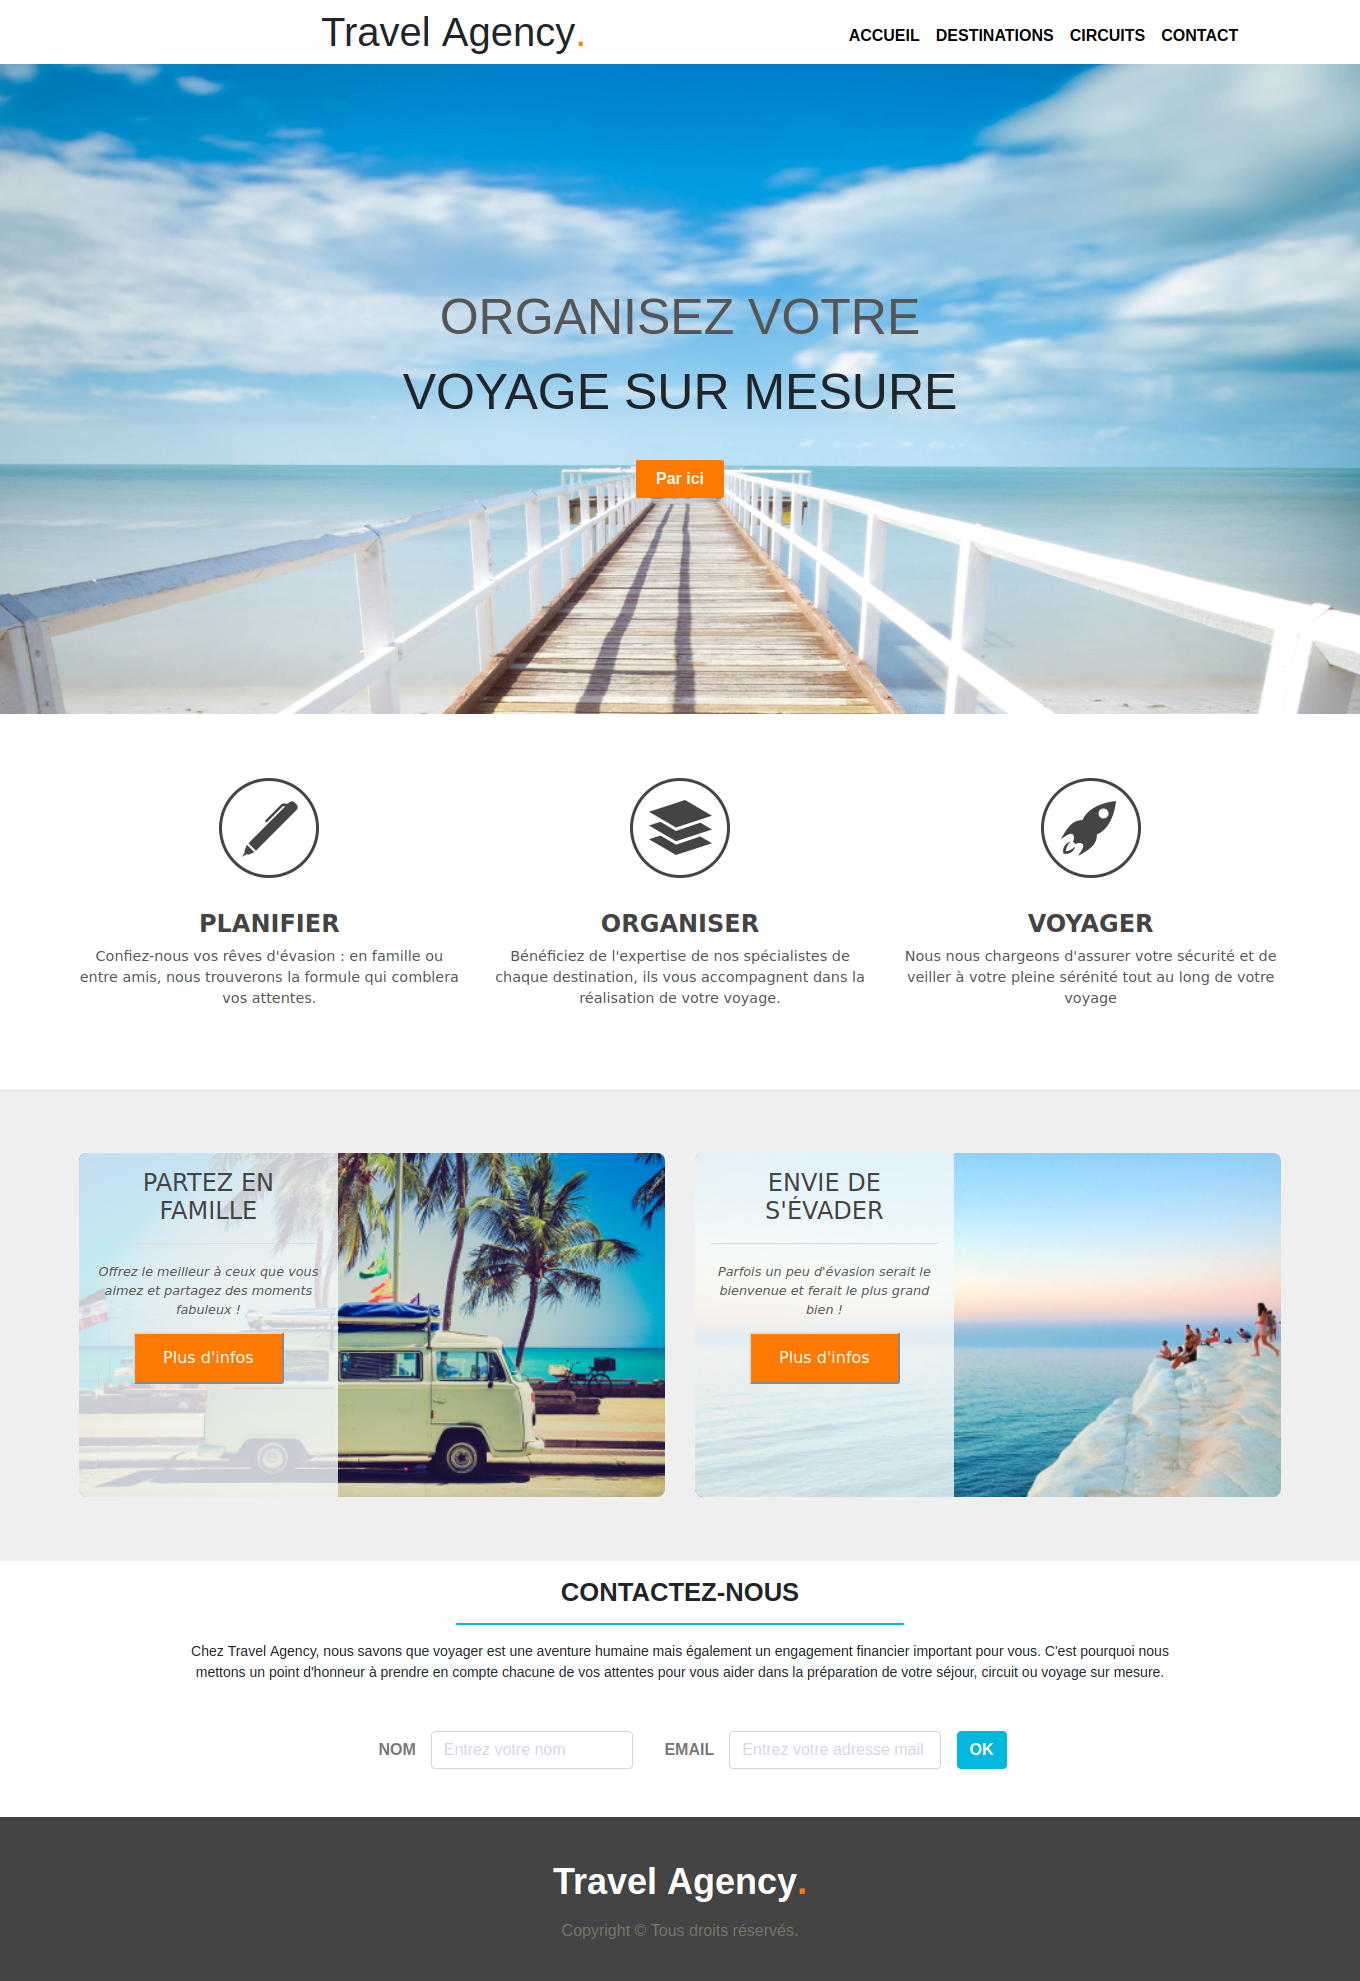 Travel Agency.
ACCUEIL DESTINATIONS CIRCUITS CONTACT
ORGANISEZ VOTRE
VOYAGE SUR MESURE
Par ici
PLANIFIER
Confiez-nous vos rêves d'évasion : en famille ou
entre amis, nous trouverons la formule qui comblera
vos attentes.
ORGANISER
Bénéficiez de l'expertise de nos spécialistes de
chaque destination, ils vous accompagnent dans la
réalisation de votre voyage.
VOYAGER
Nous nous chargeons d'assurer votre sécurité et de
veiller à votre pleine sérénité tout au long de votre
voyage
PARTEZ EN
FAMILLE
Offrez le meilleur à ceux que vous
aimez et partagez des moments
fabuleux !
Plus d'infos
ENVIE DE
S'ÉVADER
Parfois un peu d'évasion serait le
bienvenue et ferait le plus grand
bien !
Plus d'infos
CONTACTEZ-NOUS
Chez Travel Agency, nous savons que voyager est une aventure humaine mais également un engagement financier important pour vous. C'est pourquoi nous
mettons un point d'honneur à prendre en compte chacune de vos attentes pour vous aider dans la préparation de votre séjour, circuit ou voyage sur mesure.
NOM Entrez votre nom EMAIL Entrez votre adresse mail OK
Travel Agency.
Copyright © Tous droits réservés.